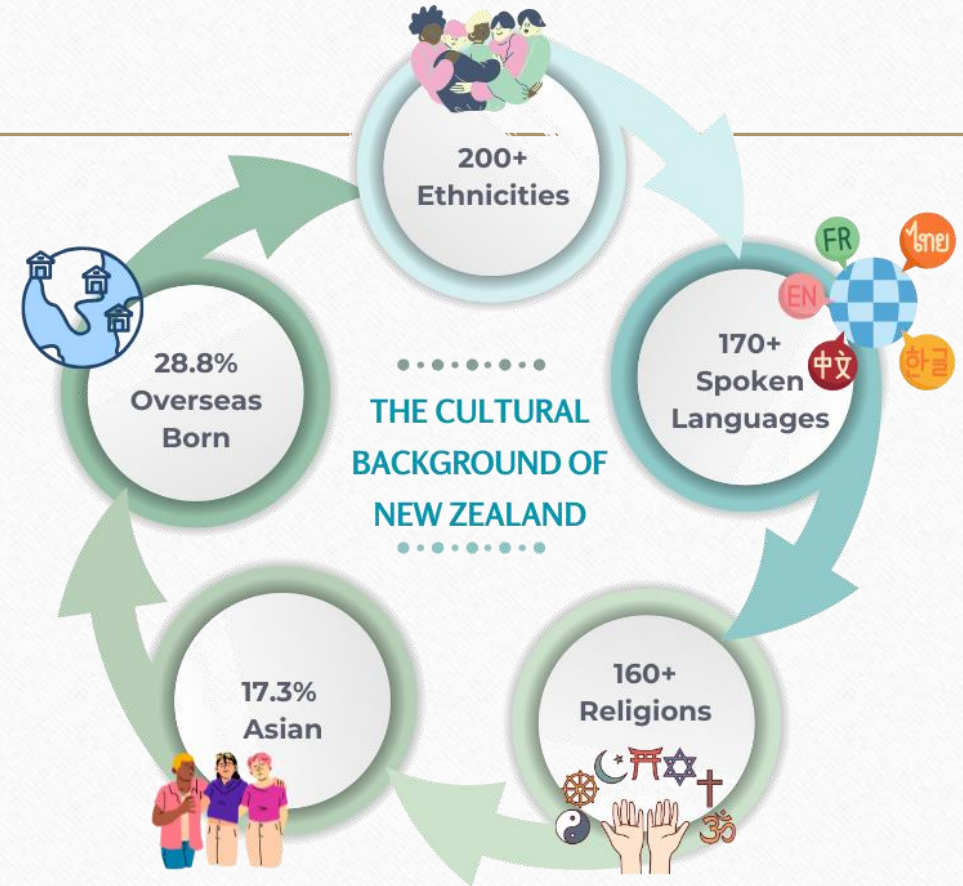 200+
Ethnicities
FR
ไทย
EN
中文
한글
170+
Spoken
Languages
28.8%
Overseas
Born
THE CULTURAL
BACKGROUND OF
NEW ZEALAND
160+
Religions
17.3%
Asian